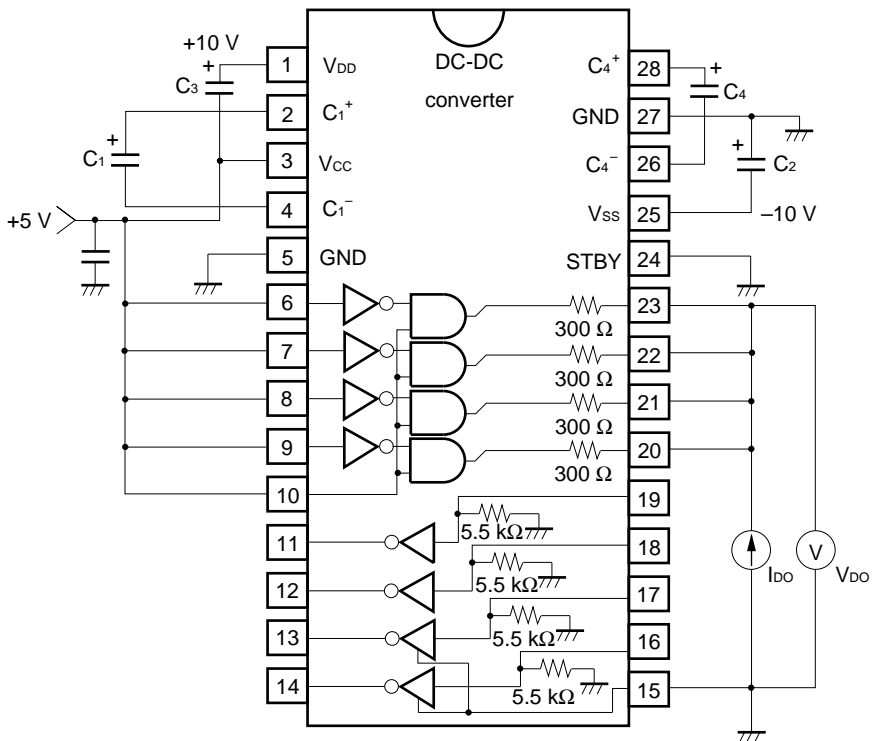 +10 V
C3
+
1
VDD
DC-DC
converter
C4+
28
+
C4
2
C1+
GND
27
+
C1
3
VCC
C4−
26
+
C2
4
C1−
VSS
25
–10 V
+5 V
5
GND
STBY
24
6
23
300 Ω
7
22
300 Ω
8
21
300 Ω
9
20
300 Ω
10
19
5.5 kΩ
11
18
5.5 kΩ
12
17
5.5 kΩ
13
16
5.5 kΩ
14
15
IDO
V
VDO